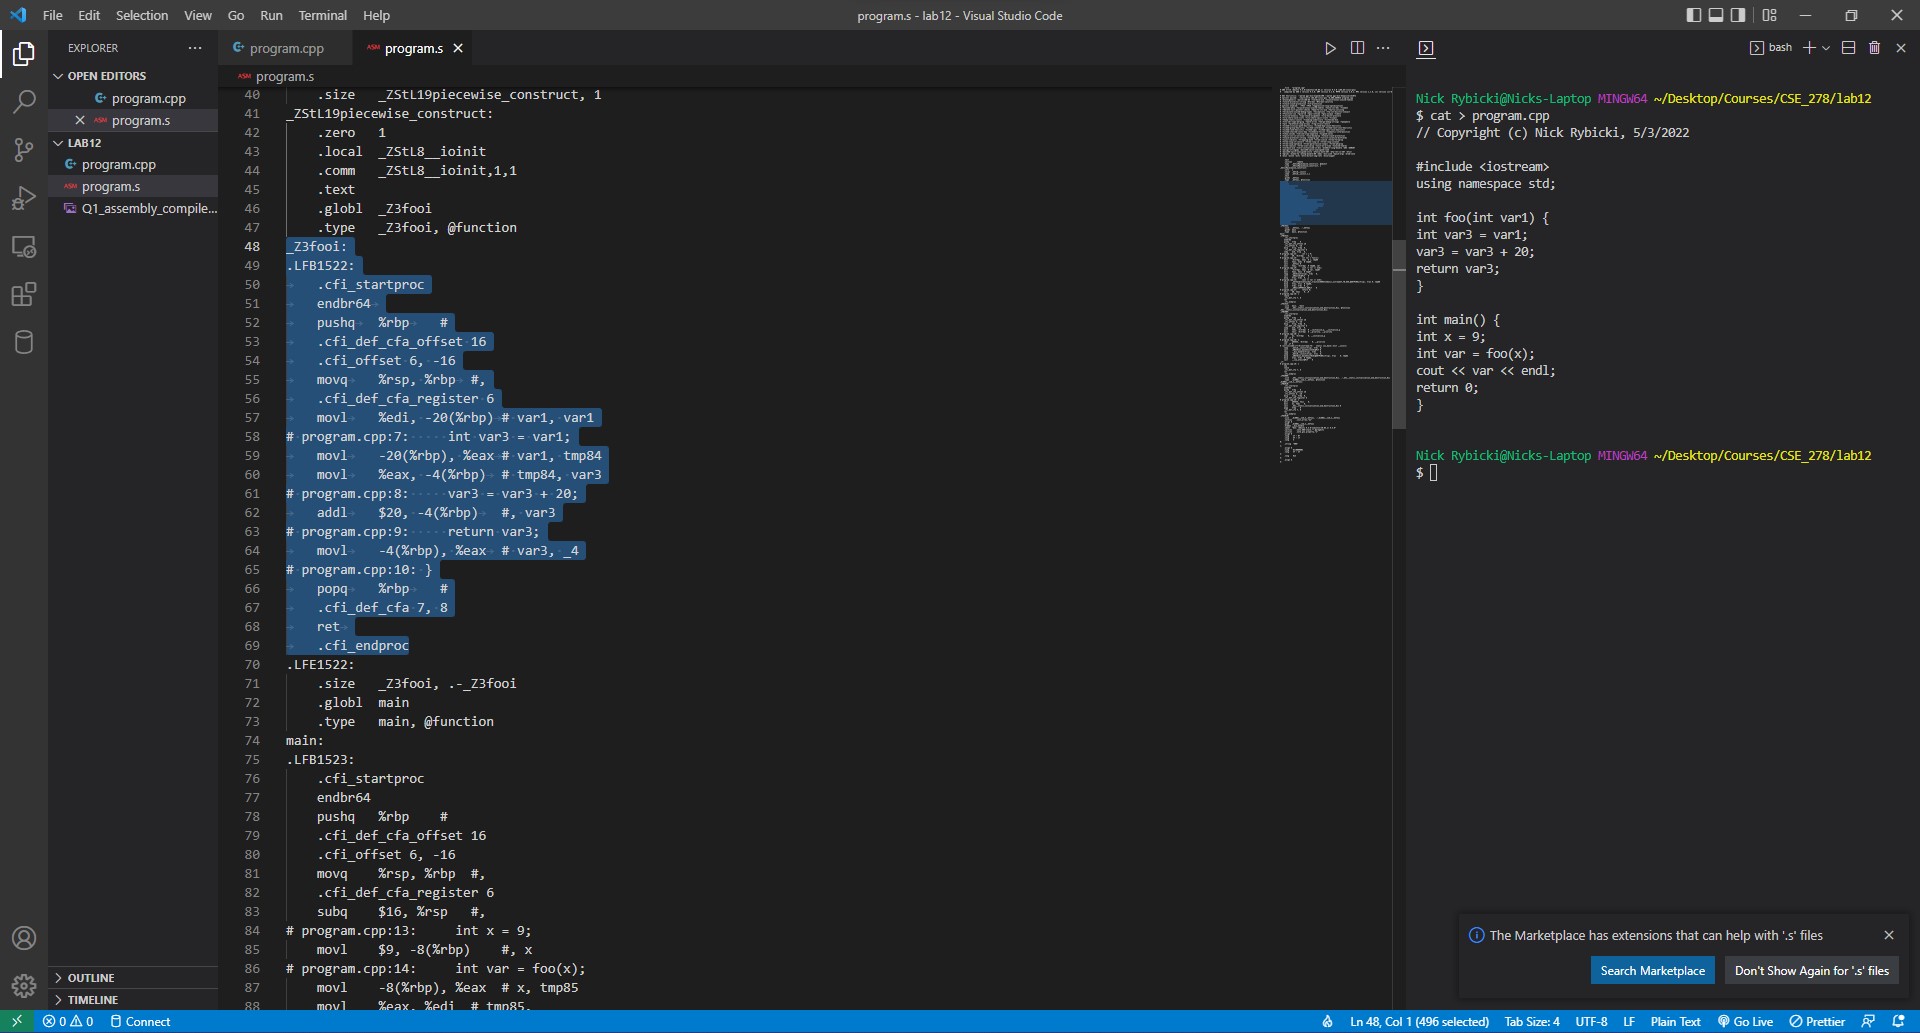 File Edit Selection View Go Run Terminal Help
program.s - lab12 - Visual Studio Code
EXPLORER
OPEN EDITORS
program.cpp
program.s
LAB12
program.cpp
program.s
Q1_assembly_compile...
OUTLINE
TIMELINE
program.cpp
ASM program.s
ASM program.s
40 .size _ZStL19piecewise_construct, 1
41 _ZStL19piecewise_construct:
42 .zero 1
43 .local _ZStL8__ioinit
44 .comm _ZStL8__ioinit,1,1
45 .text
46 .globl _Z3fooi
47 .type _Z3fooi, @function
48 _Z3fooi:
49 .LFB1522:
50 .cfi_startproc
51 endbr64
52 pushq %rbp #
53 .cfi_def_cfa_offset 16
54 .cfi_offset 6, -16
55 movq %rsp, %rbp #,
56 .cfi_def_cfa_register 6
57 movl %edi, -20(%rbp) # var1, var1
58 # program.cpp:7: int var3 = var1;
59 movl -20(%rbp), %eax # var1, tmp84
60 movl %eax, -4(%rbp) # tmp84, var3
61 # program.cpp:8: var3 = var3 + 20;
62 addl $20, -4(%rbp) #, var3
63 # program.cpp:9: return var3;
64 movl -4(%rbp), %eax # var3, _4
65 # program.cpp:10: }
66 popq %rbp #
67 .cfi_def_cfa 7, 8
68 ret
69 .cfi_endproc
70 .LFE1522:
71 .size _Z3fooi, .-_Z3fooi
72 .globl main
73 .type main, @function
74 main:
75 .LFB1523:
76 .cfi_startproc
77 endbr64
78 pushq %rbp #
79 .cfi_def_cfa_offset 16
80 .cfi_offset 6, -16
81 movq %rsp, %rbp #,
82 .cfi_def_cfa_register 6
83 subq $16, %rsp #,
84 # program.cpp:13: int x = 9;
85 movl $9, -8(%rbp) #, x
86 # program.cpp:14: int var = foo(x);
87 movl -8(%rbp), %eax # x, tmp85
88 movl %eax, %edi # tmp85,
bash
Nick Rybicki@Nicks-Laptop MINGW64 ~/Desktop/Courses/CSE_278/lab12
$ cat > program.cpp
// Copyright (c) Nick Rybicki, 5/3/2022
#include <iostream>
using namespace std;
int foo(int var1) {
int var3 = var1;
var3 = var3 + 20;
return var3;
}
int main() {
int x = 9;
int var = foo(x);
cout << var << endl;
return 0;
}
Nick Rybicki@Nicks-Laptop MINGW64 ~/Desktop/Courses/CSE_278/lab12
$
The Marketplace has extensions that can help with '.s' files
Search Marketplace
Don't Show Again for '.s' files
0 0 Connect
Ln 48, Col 1 (496 selected) Tab Size: 4 UTF-8 LF Plain Text Go Live Prettier